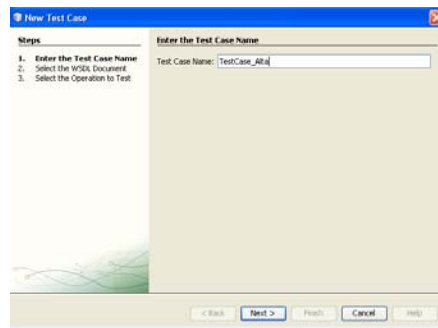 New Test Case
Steps
1. Enter the Test Case Name
2. Select the WSDL Document
3. Select the Operation to Test
Enter the Test Case Name
Test Case Name: TestCase_Alta
< Back Next > Finish Cancel Help